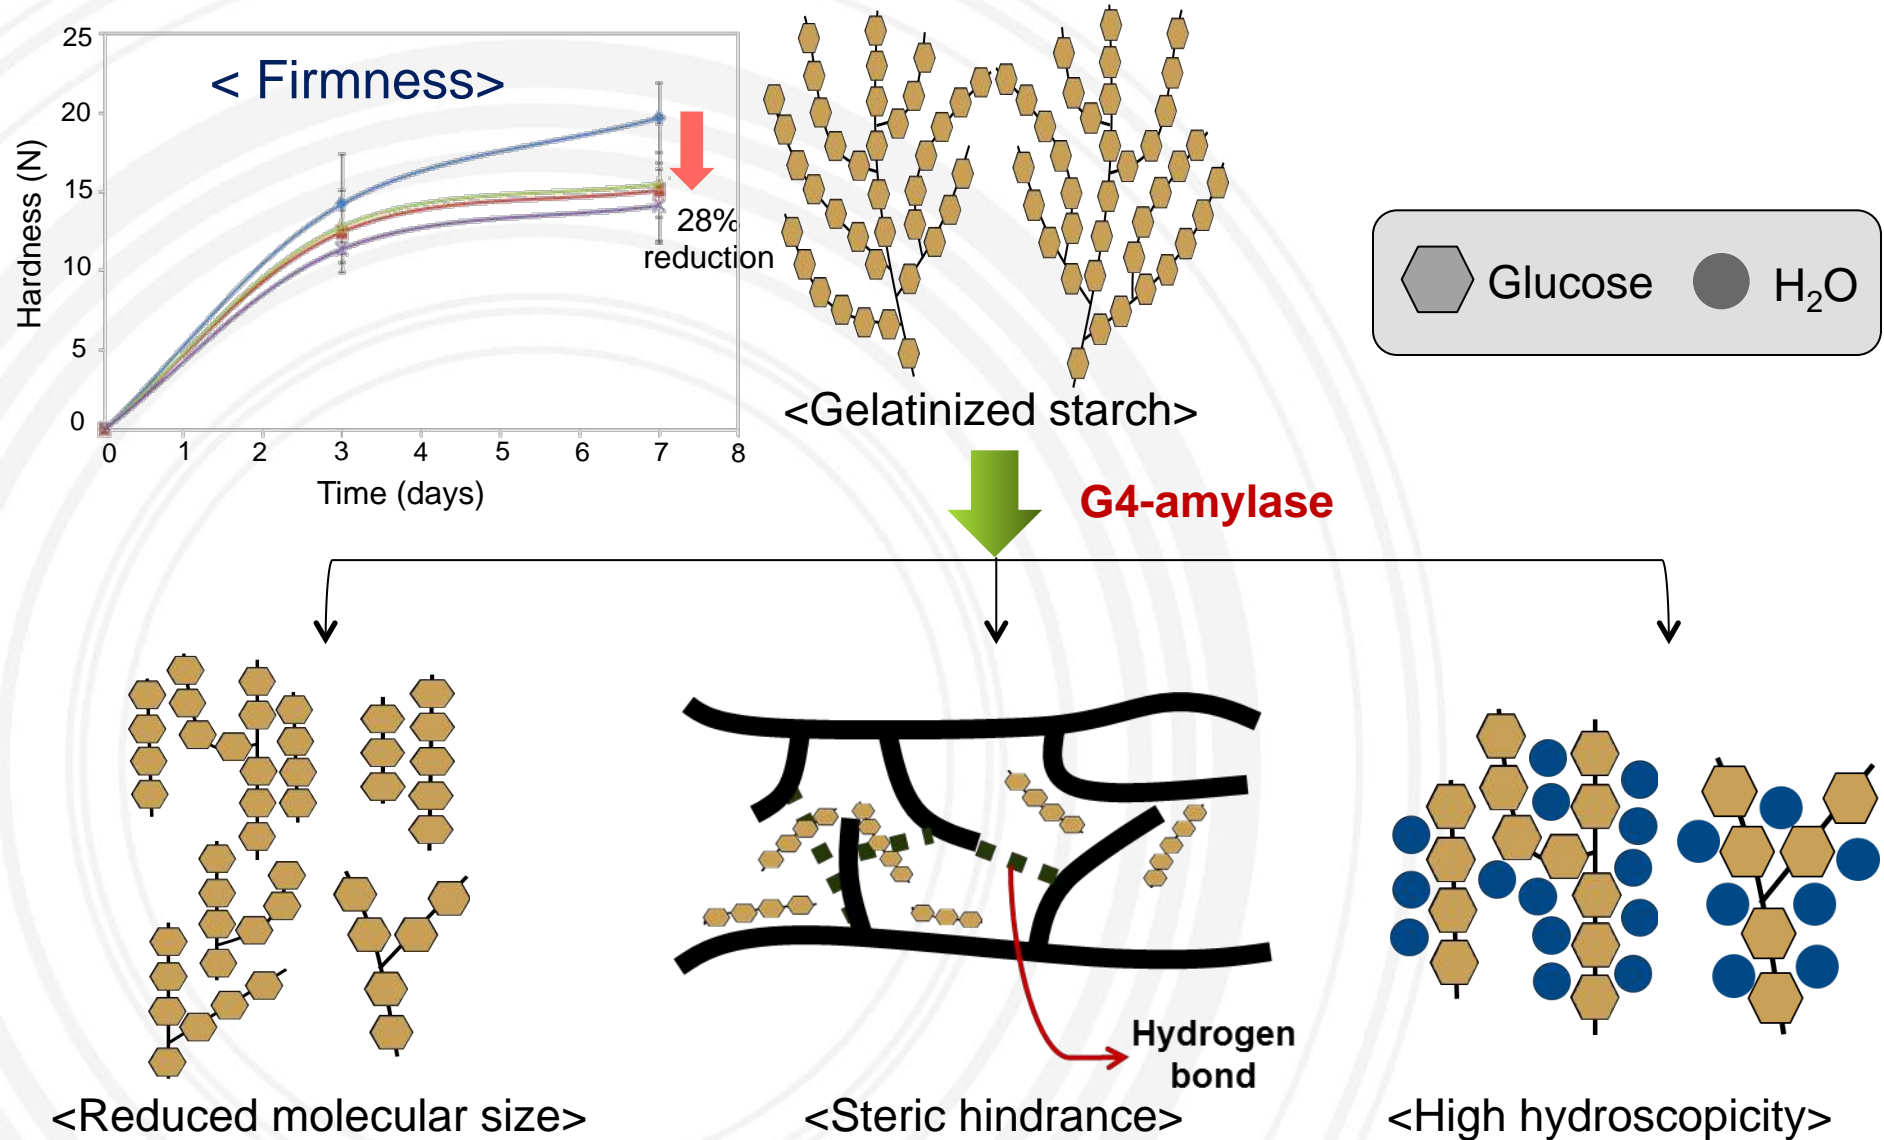 < Firmness>
25
20
15
10
5
0
Hardness (N)
0 1 2 3 4 5 6 7 8
Time (days)
28%
reduction
<Gelatinized starch>
Glucose
H₂O
G4-amylase
Hydrogen
bond
<Reduced molecular size>
<Steric hindrance>
<High hydroscopicity>